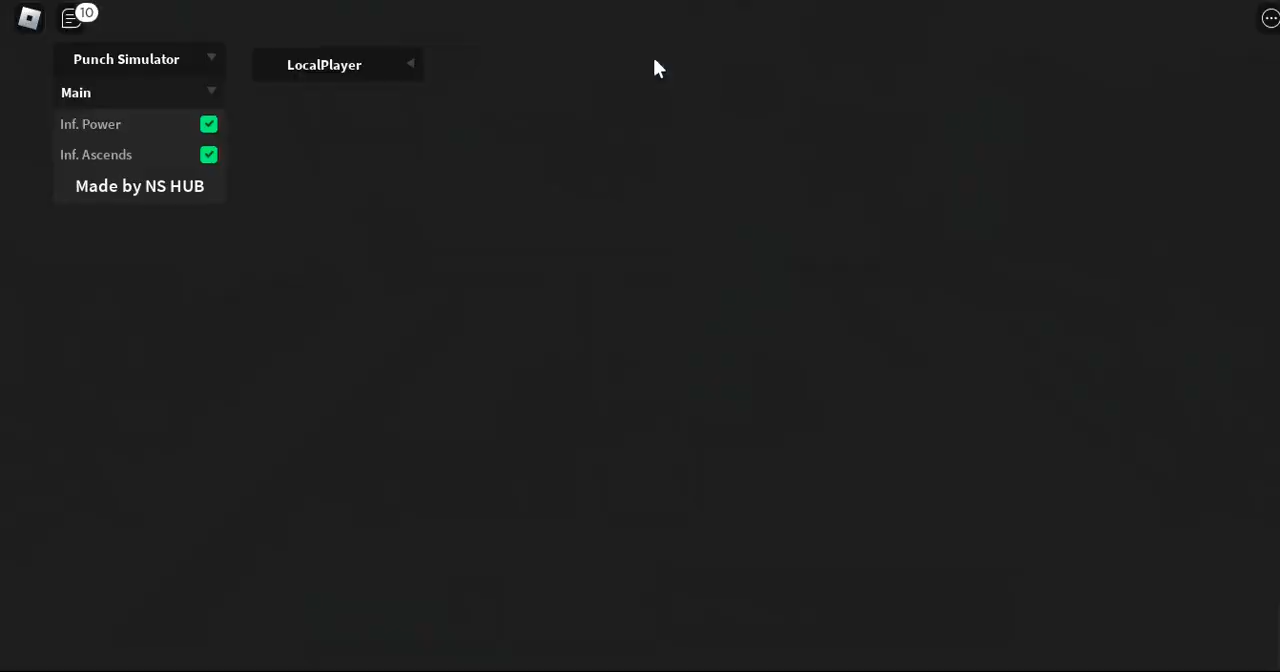 10
Punch Simulator
LocalPlayer
Main
Inf. Power
Inf. Ascends
Made by NS HUB